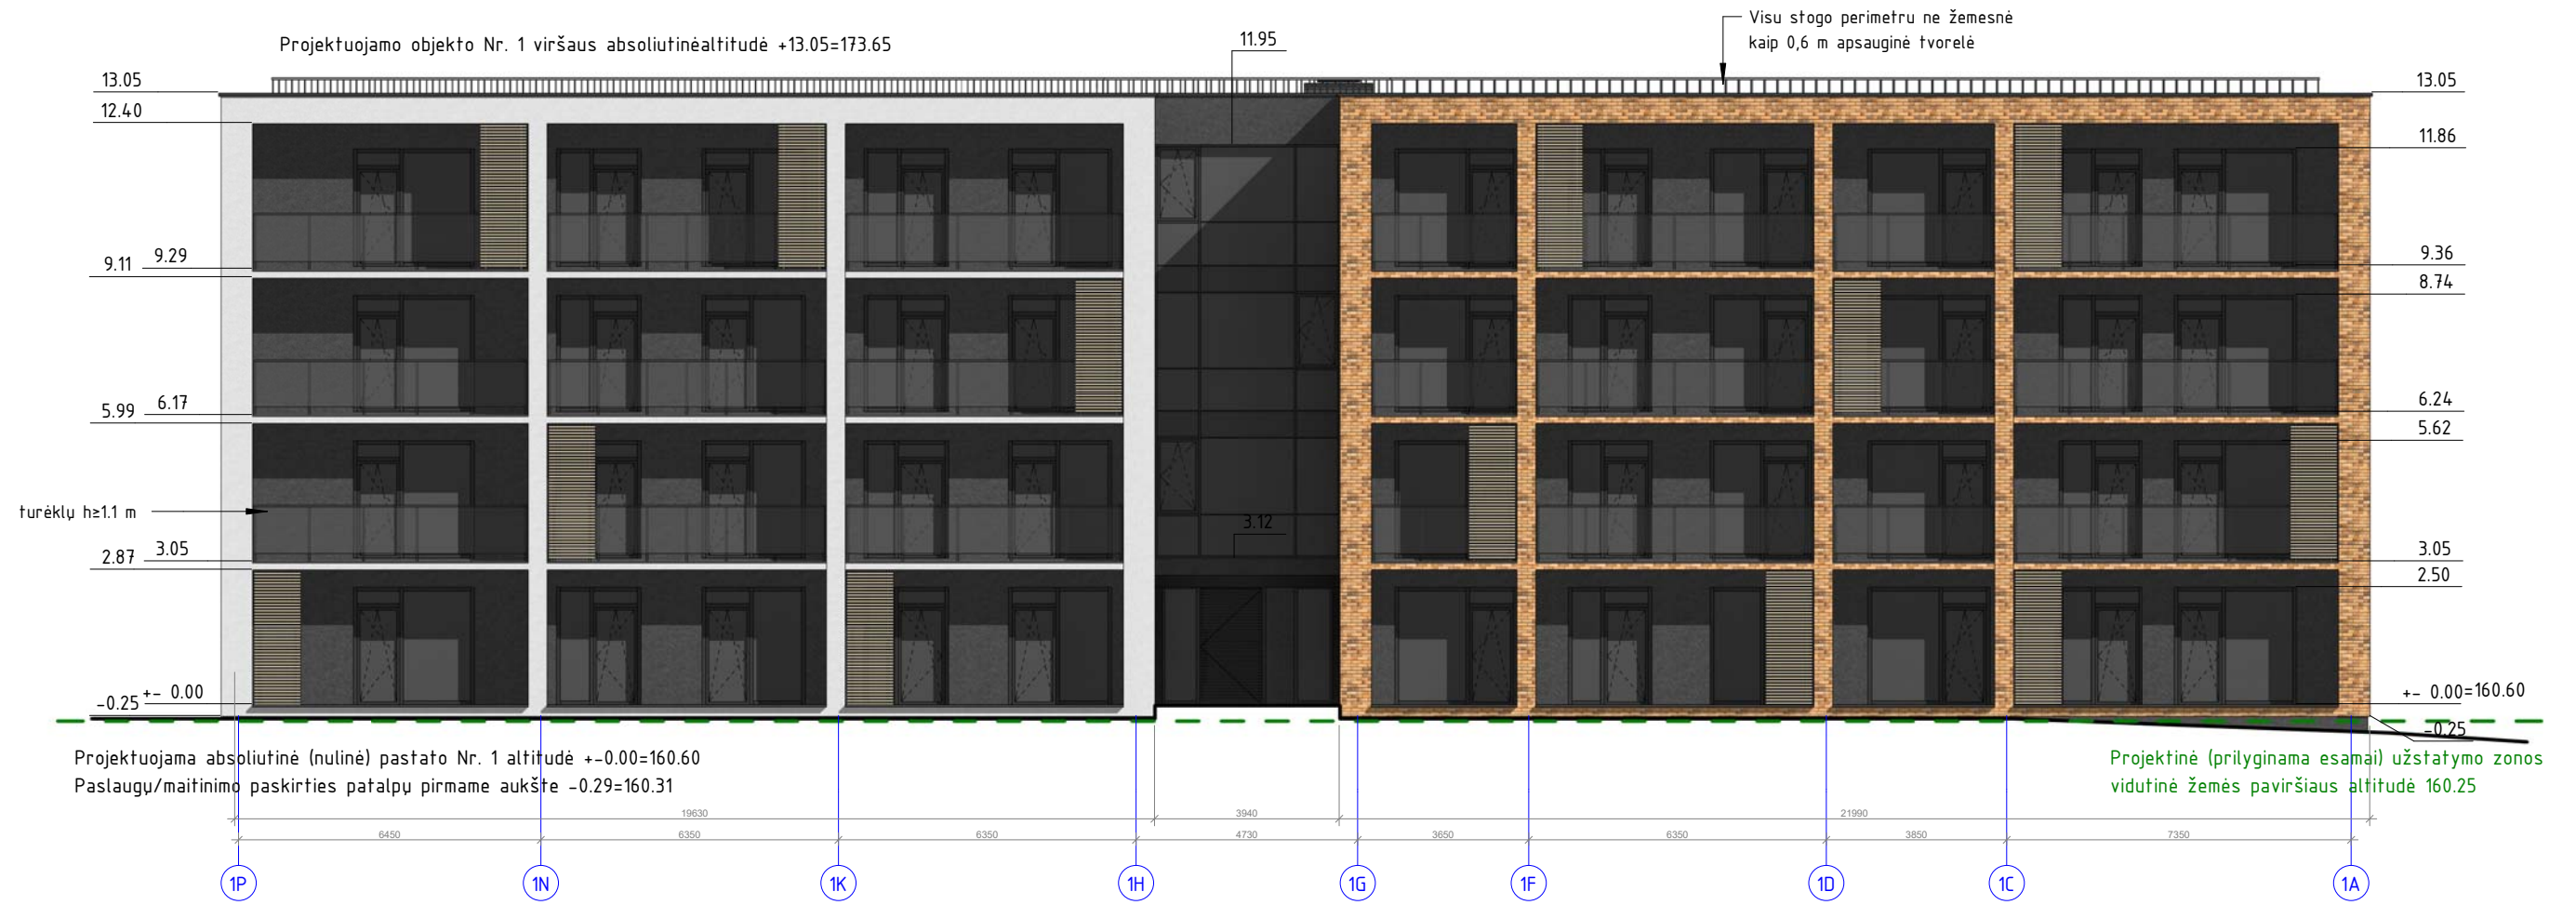 Visu stogo perimetru ne žemesnė
kaip 0,6 m apsauginė tvorelė
Projektuojamo objekto Nr. 1 viršaus absoliutinėaltitudė +13.05=173.65
11.95
13.05
12.40
13.05
11.86
9.11 9.29
9.36
8.74
5.99 6.17
6.24
5.62
turėklų h≥1.1 m
3.12
2.87 3.05
3.05
2.50
-0.25 +- 0.00
+- 0.00=160.60
-0.25
Projektuojama absoliutinė (nulinė) pastato Nr. 1 altitudė +-0.00=160.60
Paslaugų/maitinimo paskirties patalpų pirmame aukšte -0.29=160.31
Projektinė (prilyginama esamai) užstatymo zonos
vidutinė žemės paviršiaus altitudė 160.25
19630 3940 21990
6450 6350 6350 4730 3650 6350 3850 7350
1P 1N 1K 1H 1G 1F 1D 1C 1A